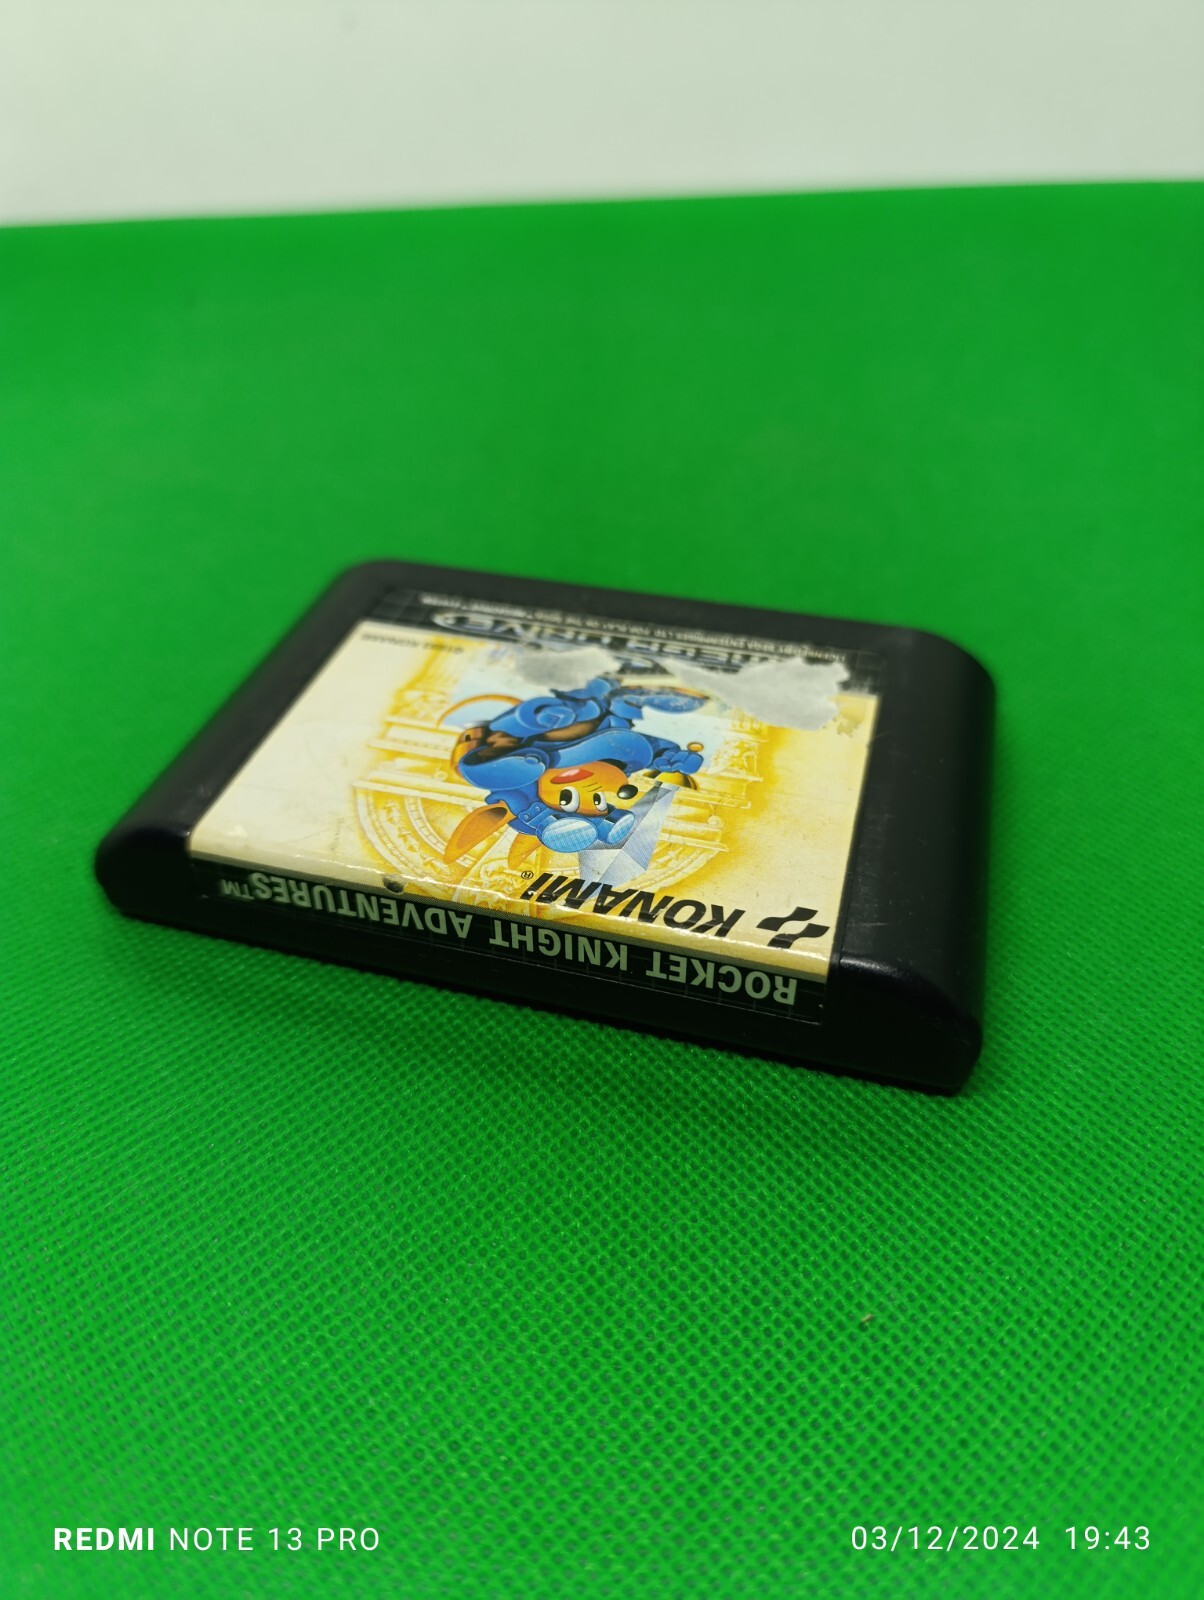 ROCKET KNIGHT ADVENTURES™
KONAMI®
MEGA DRIVE
REDMI NOTE 13 PRO
03/12/2024 19:43